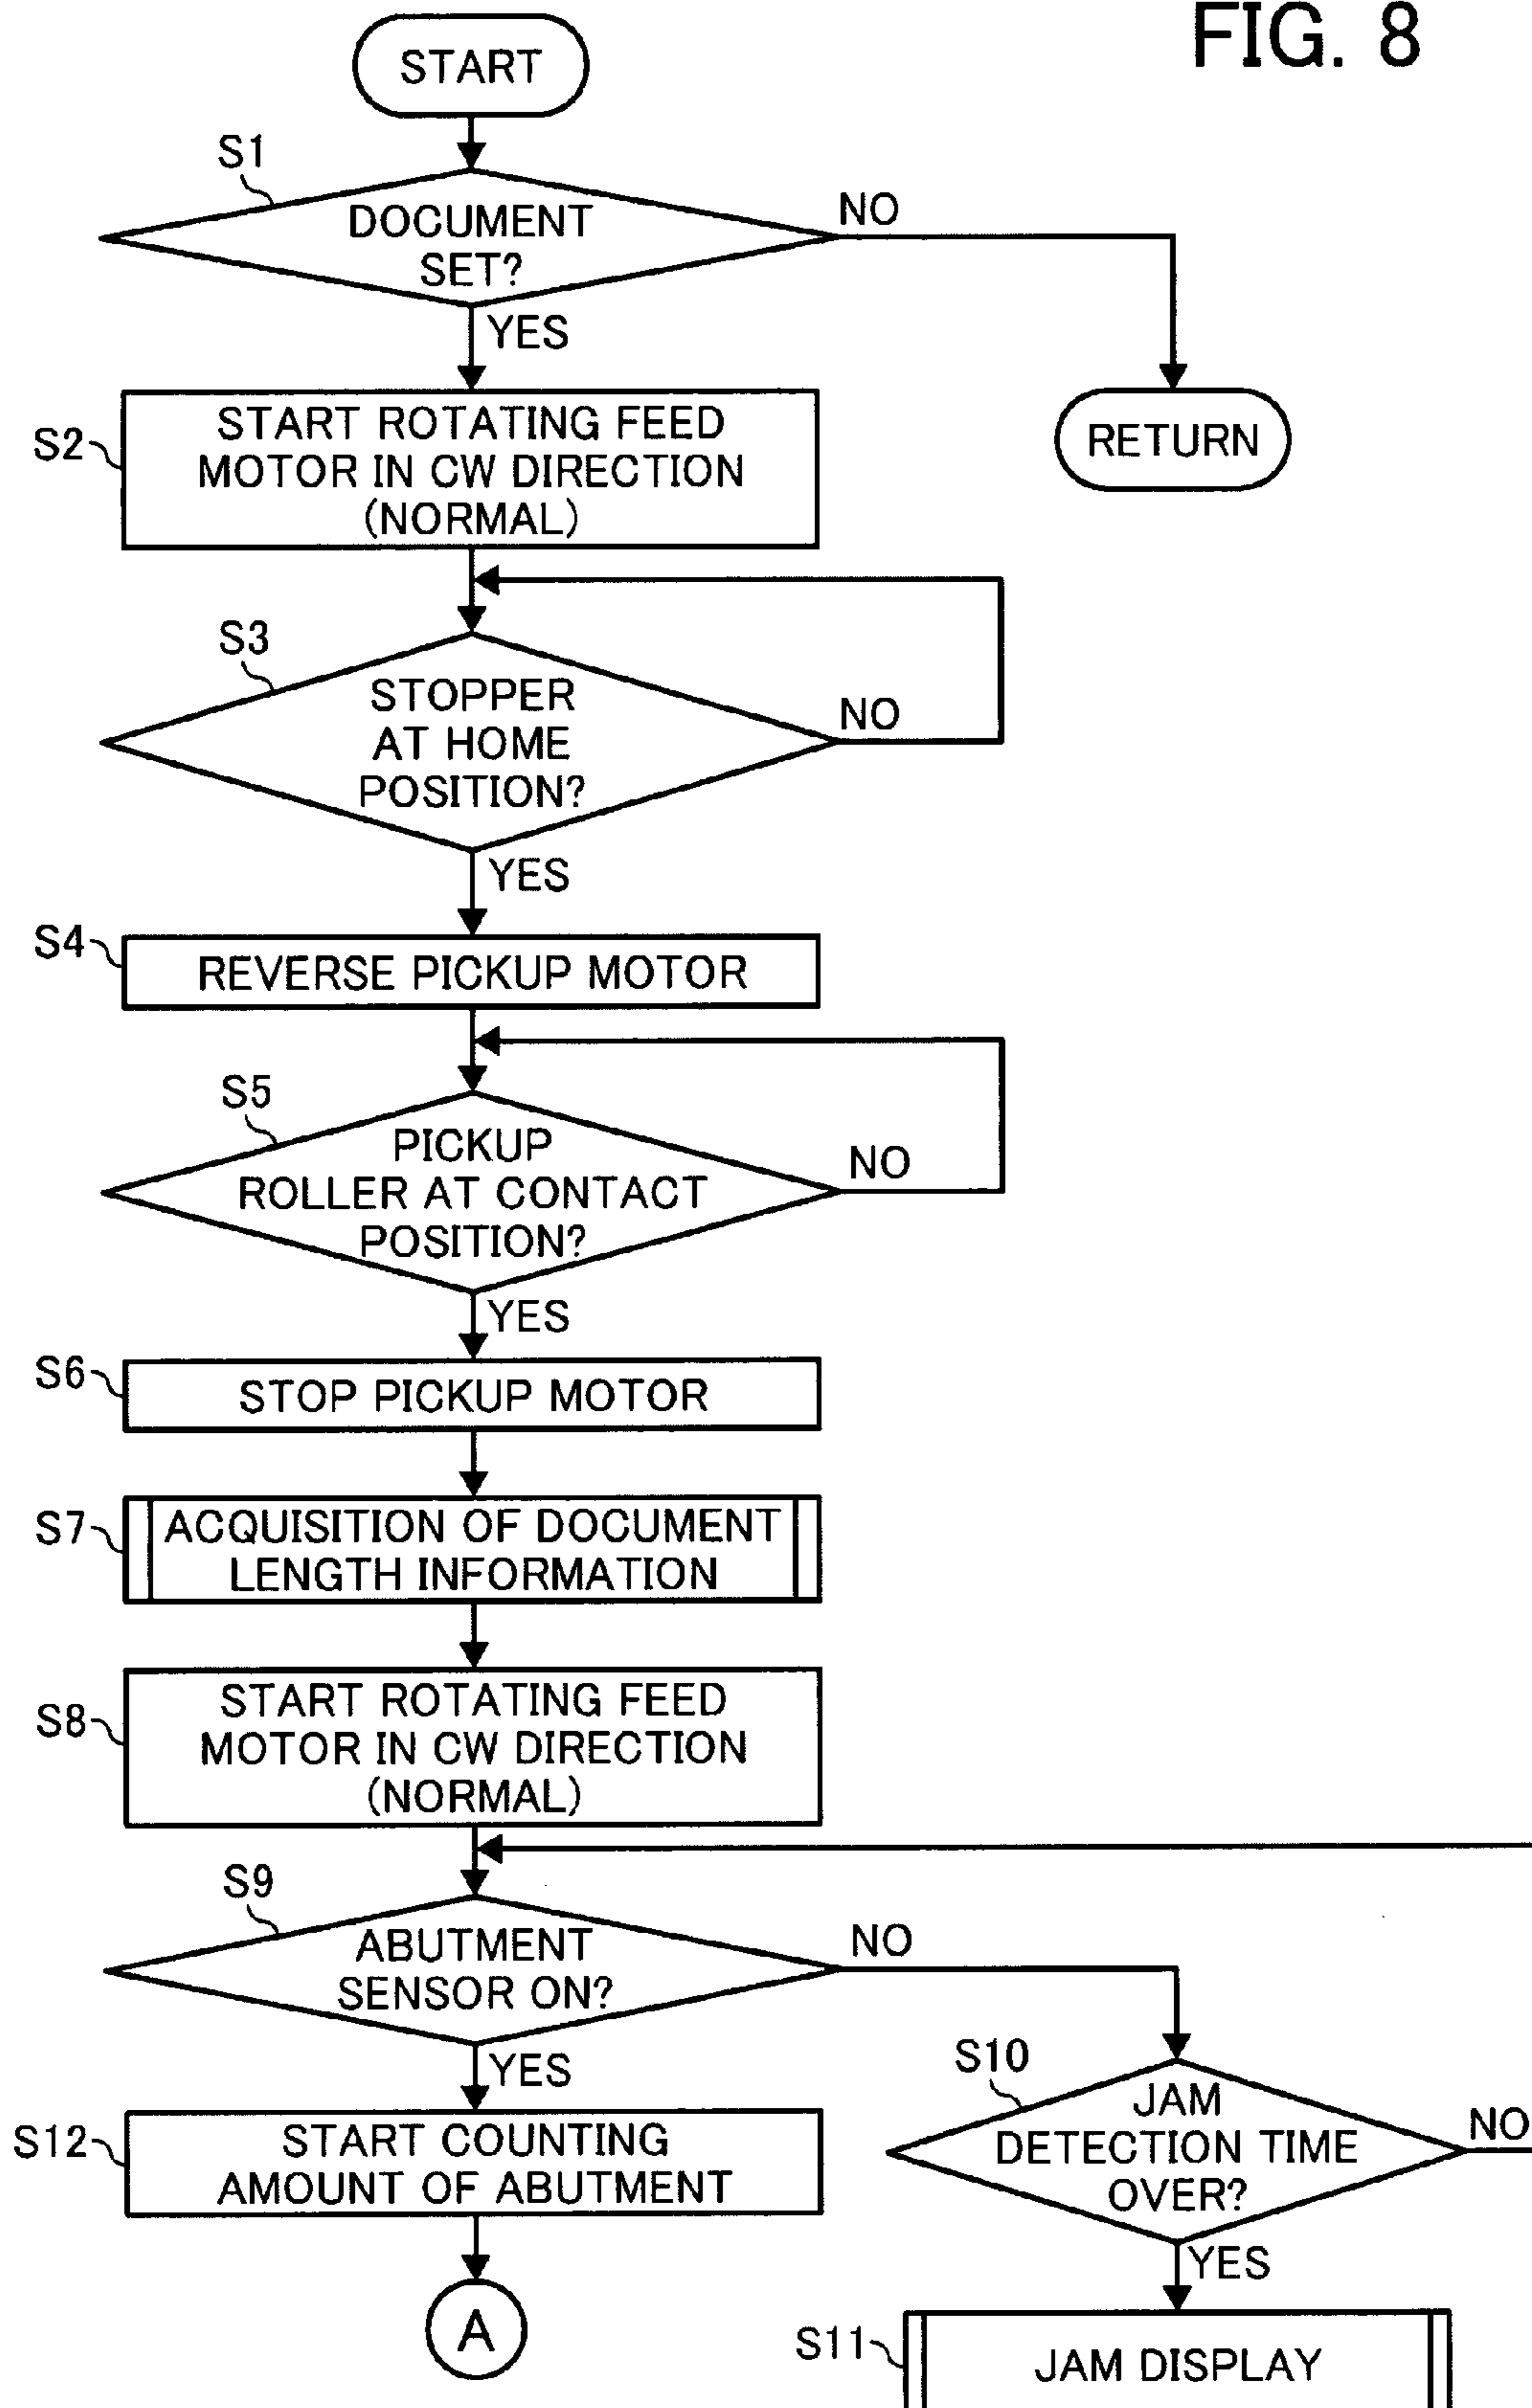 FIG. 8
START
S1
DOCUMENT
SET?
NO
YES
RETURN
S2
START ROTATING FEED
MOTOR IN CW DIRECTION
(NORMAL)
S3
STOPPER
AT HOME
POSITION?
NO
YES
S4
REVERSE PICKUP MOTOR
S5
PICKUP
ROLLER AT CONTACT
POSITION?
NO
YES
S6
STOP PICKUP MOTOR
S7
ACQUISITION OF DOCUMENT
LENGTH INFORMATION
S8
START ROTATING FEED
MOTOR IN CW DIRECTION
(NORMAL)
S9
ABUTMENT
SENSOR ON?
NO
YES
S10
JAM
DETECTION TIME
OVER?
NO
YES
S12
START COUNTING
AMOUNT OF ABUTMENT
A
S11
JAM DISPLAY